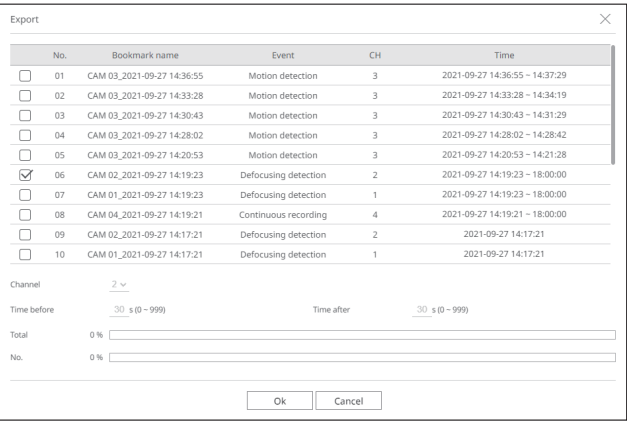 Export
No. Bookmark name Event CH Time
01 CAM 03_2021-09-27 14:36:55 Motion detection 3 2021-09-27 14:36:55 ~ 14:37:29
02 CAM 03_2021-09-27 14:33:28 Motion detection 3 2021-09-27 14:33:28 ~ 14:34:19
03 CAM 03_2021-09-27 14:30:43 Motion detection 3 2021-09-27 14:30:43 ~ 14:31:29
04 CAM 03_2021-09-27 14:28:02 Motion detection 3 2021-09-27 14:28:02 ~ 14:28:42
05 CAM 03_2021-09-27 14:20:53 Motion detection 3 2021-09-27 14:20:53 ~ 14:21:28
06 CAM 02_2021-09-27 14:19:23 Defocusing detection 2 2021-09-27 14:19:23 ~ 18:00:00
07 CAM 01_2021-09-27 14:19:23 Defocusing detection 1 2021-09-27 14:19:23 ~ 18:00:00
08 CAM 04_2021-09-27 14:19:21 Continuous recording 4 2021-09-27 14:19:21 ~ 18:00:00
09 CAM 02_2021-09-27 14:17:21 Defocusing detection 2 2021-09-27 14:17:21
10 CAM 01_2021-09-27 14:17:21 Defocusing detection 1 2021-09-27 14:17:21
Channel 2
Time before 30 s (0 ~ 999) Time after 30 s (0 ~ 999)
Total 0 %
No. 0 %
Ok Cancel